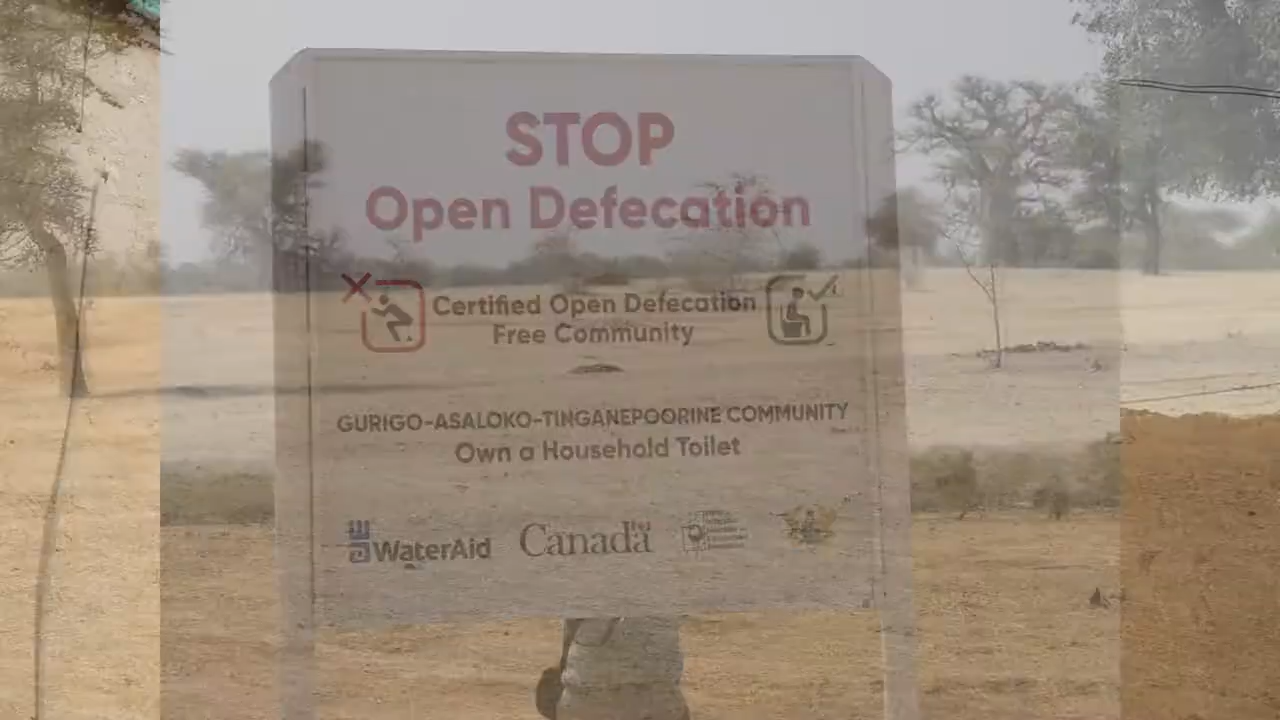 STOP
Open Defecation
Certified Open Defecation
Free Community
GURIGO-ASALOKO-TINGANEPOORINE COMMUNITY
Own a Household Toilet
WaterAid
Canada